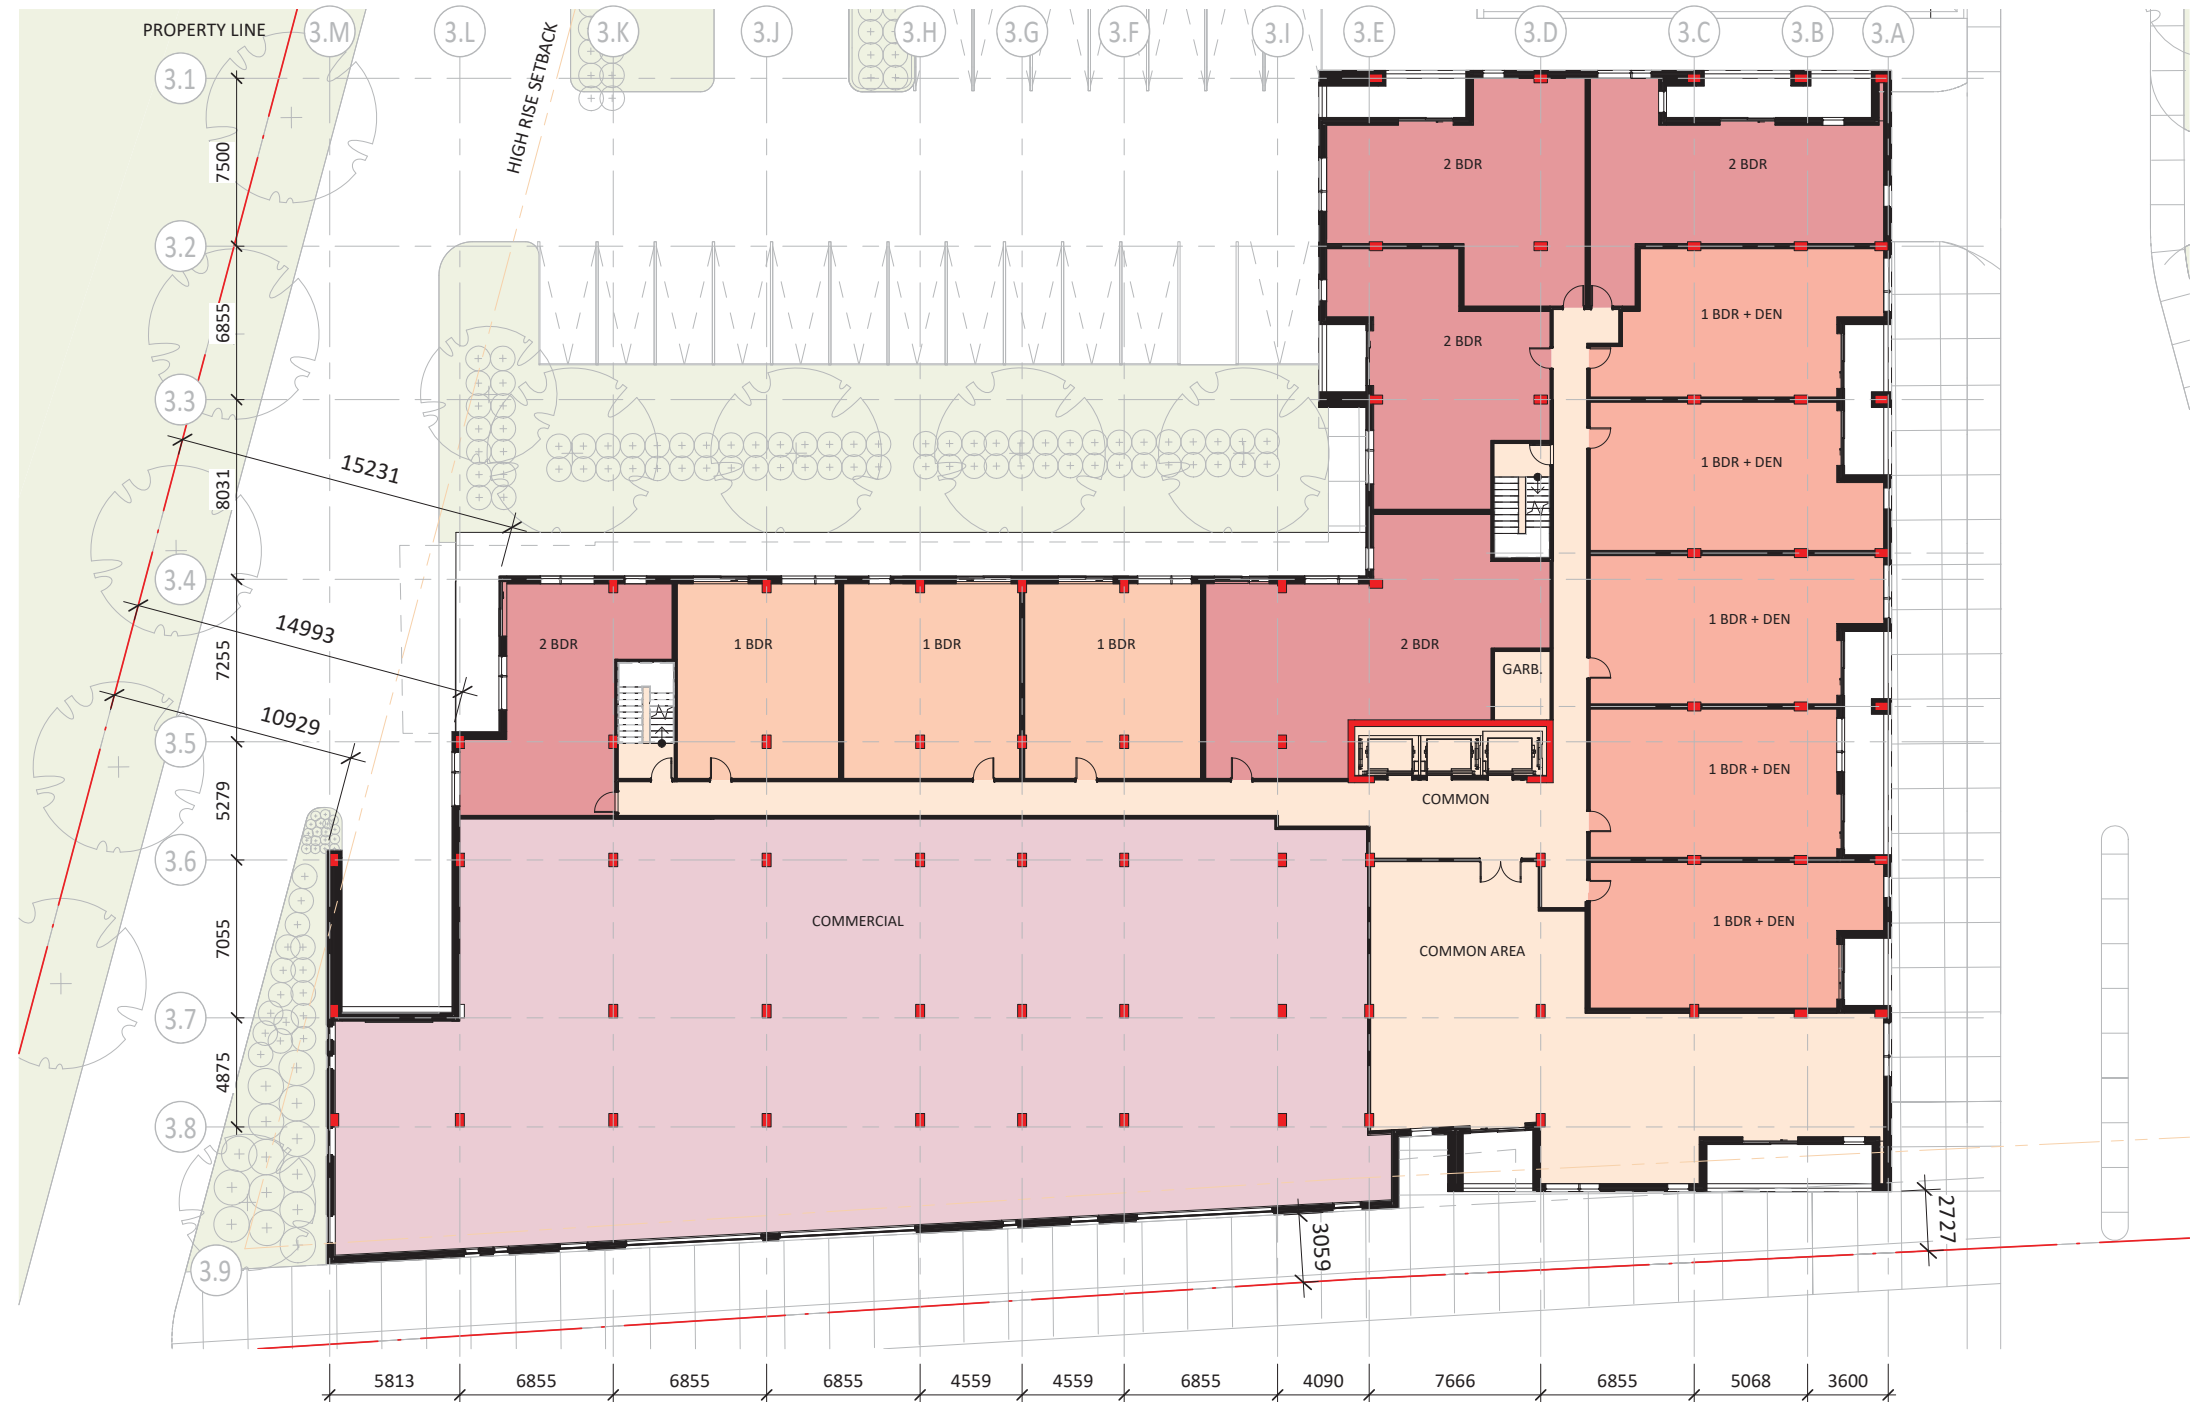 PROPERTY LINE
3.M
3.L
3.K
3.J
3.H
3.G
3.F
3.I
3.E
3.D
3.C
3.B
3.A
HIGH RISE SETBACK
3.1
7500
3.2
6855
3.3
8031
3.4
7255
3.5
5279
3.6
7055
3.7
4875
3.8
3.9
15231
14993
10929
2 BDR
2 BDR
1 BDR + DEN
2 BDR
1 BDR + DEN
1 BDR + DEN
2 BDR
1 BDR
1 BDR
1 BDR
2 BDR
GARB.
1 BDR + DEN
COMMON
COMMERCIAL
1 BDR + DEN
COMMON AREA
3059
2727
5813
6855
6855
6855
4559
4559
6855
4090
7666
6855
5068
3600